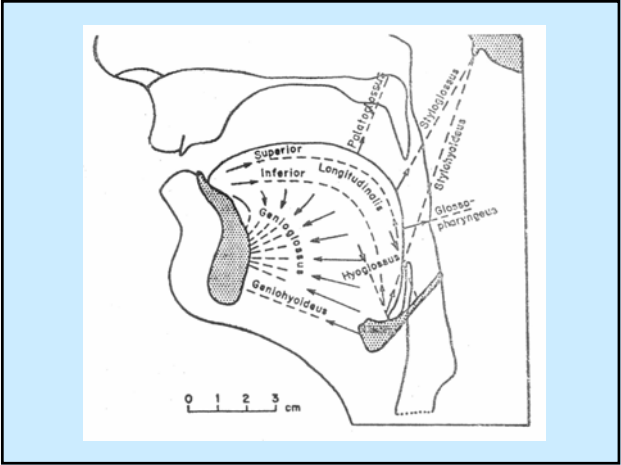 Palatoglossus
Styloglossus
Stylohyoideus
Superior
Longitudinalis
Inferior
Genioglossus
Glosso-
pharyngeus
Hyoglossus
Geniohyoideus
0 1 2 3
cm